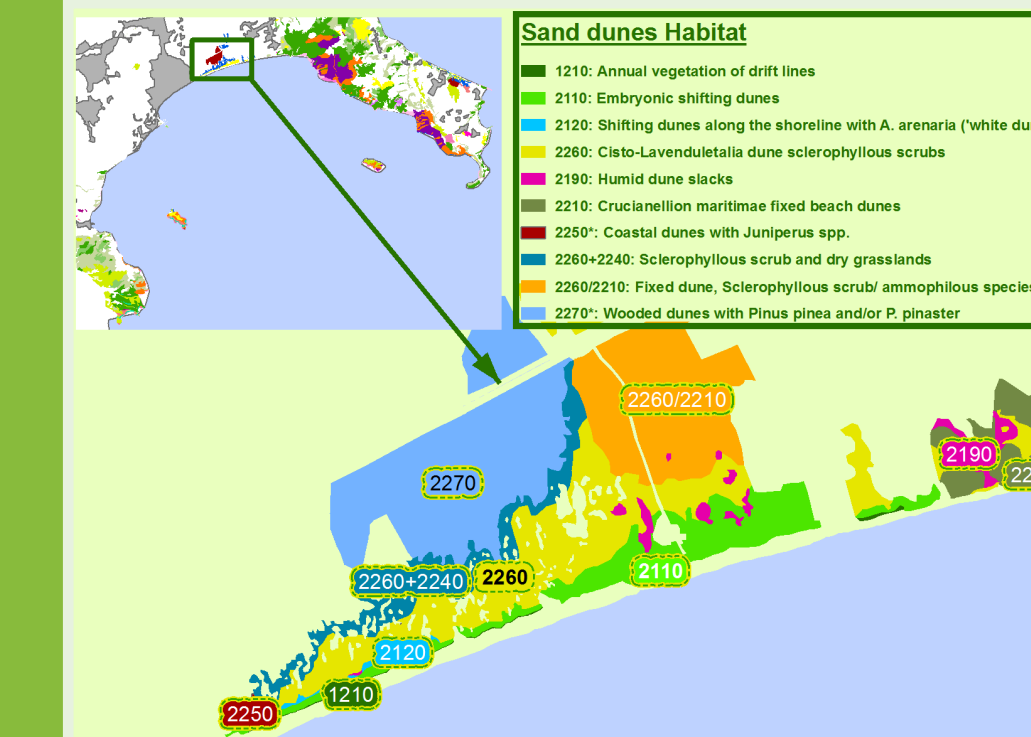 Sand dunes Habitat
1210: Annual vegetation of drift lines
2110: Embryonic shifting dunes
2120: Shifting dunes along the shoreline with A. arenaria ('white du
2260: Cisto-Lavenduletalia dune sclerophyllous scrubs
2190: Humid dune slacks
2210: Crucianellion maritimae fixed beach dunes
2250*: Coastal dunes with Juniperus spp.
2260+2240: Sclerophyllous scrub and dry grasslands
2260/2210: Fixed dune, Sclerophyllous scrub/ ammophilous species
2270*: Wooded dunes with Pinus pinea and/or P. pinaster
2260/2210
2190
22
2270
2260+2240
2260
2110
2120
1210
2250